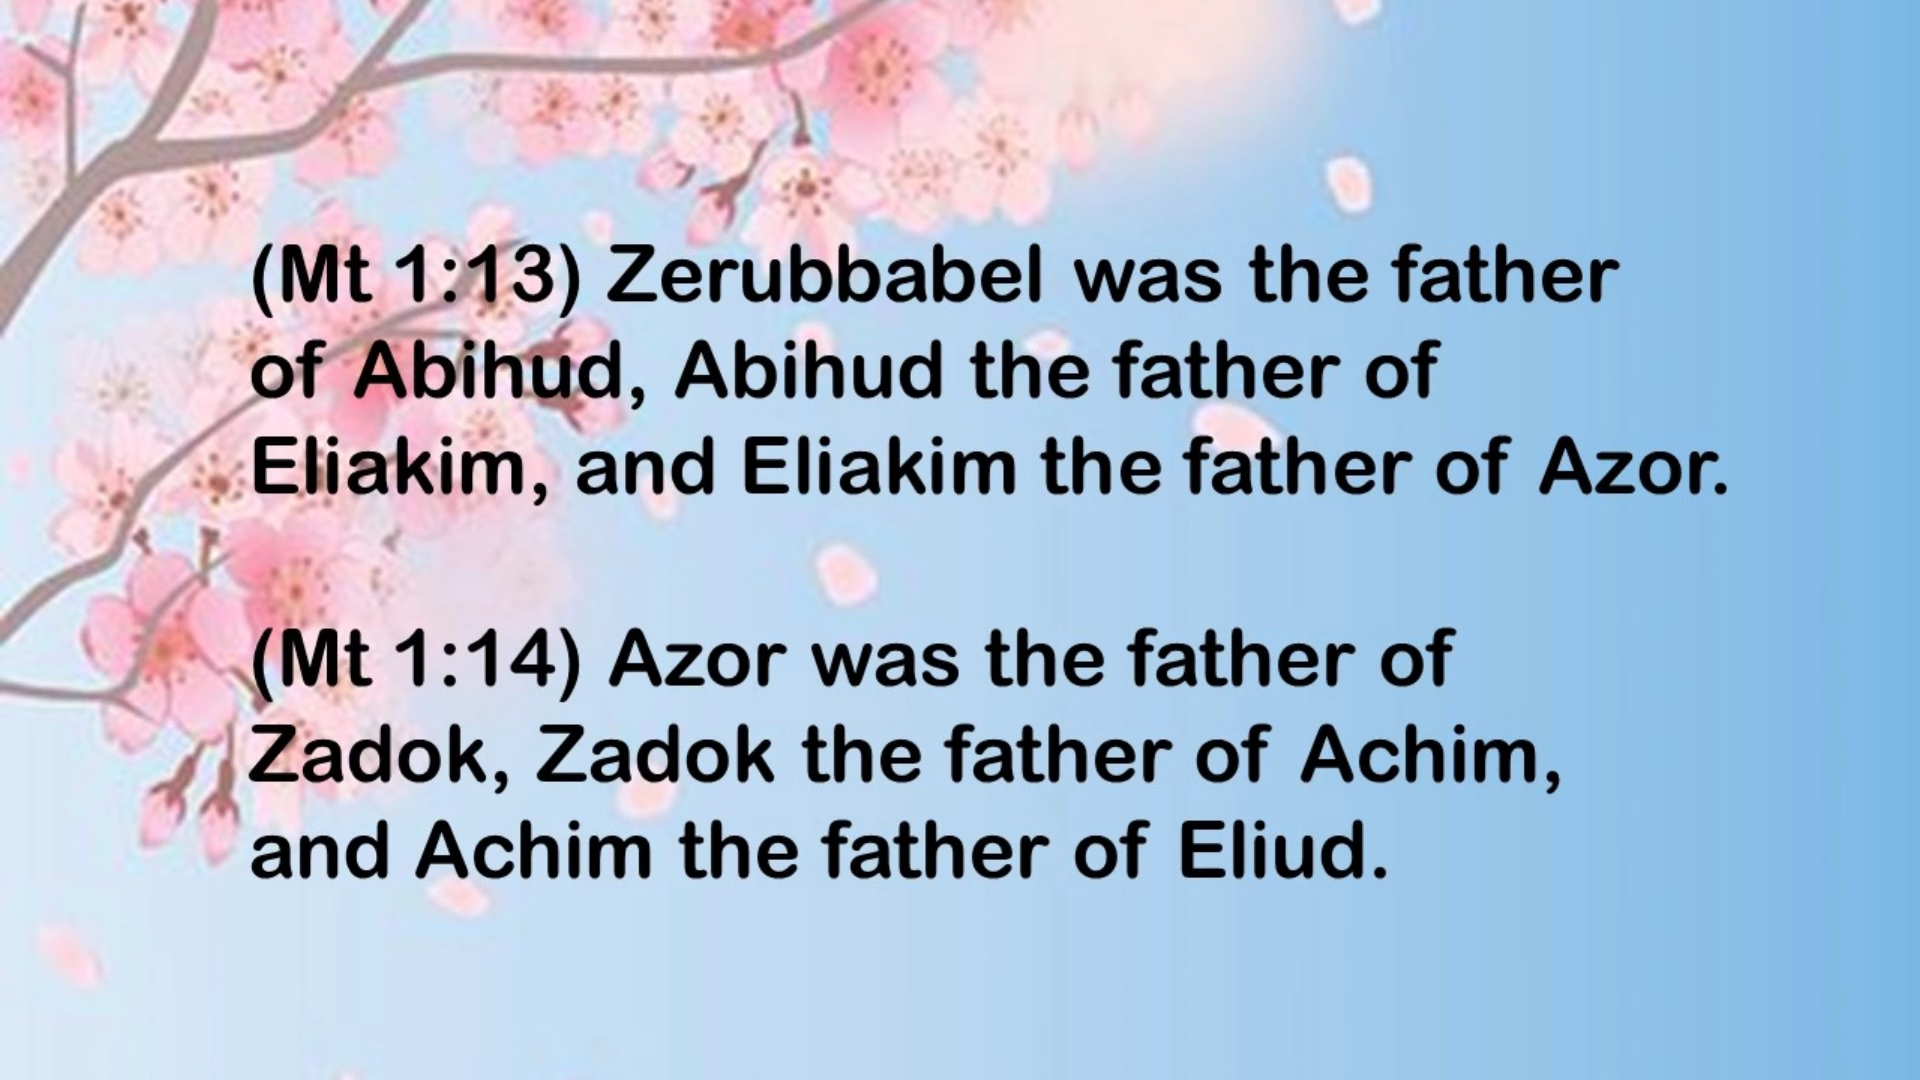 (Mt 1:13) Zerubbabel was the father
of Abihud, Abihud the father of
Eliakim, and Eliakim the father of Azor.
(Mt 1:14) Azor was the father of
Zadok, Zadok the father of Achim,
and Achim the father of Eliud.